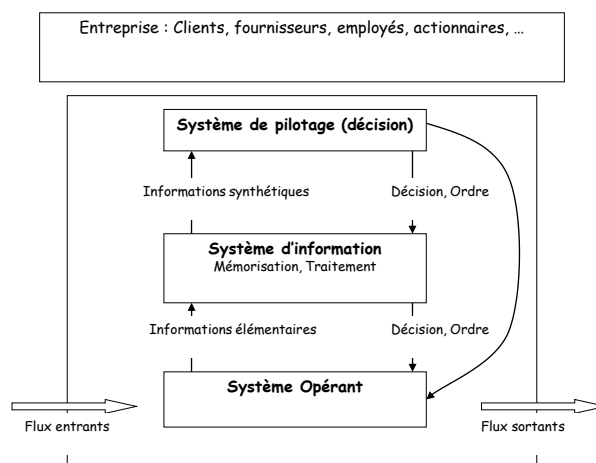 Entreprise : Clients, fournisseurs, employés, actionnaires, …
Système de pilotage (décision)
Informations synthétiques
Décision, Ordre
Système d'information
Mémorisation, Traitement
Informations élémentaires
Décision, Ordre
Système Opérant
Flux entrants
Flux sortants